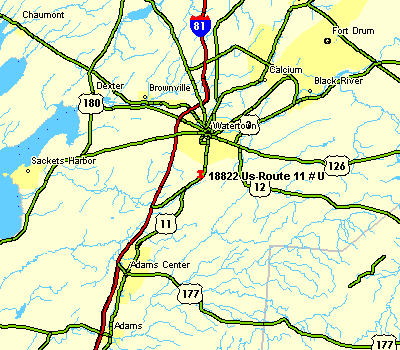 Chaumont
81
Fort Drum
Calcium
Dexter
Brownville
Black River
180
Watertown
3
Sackets Harbor
126
18822 Us-Route 11 # U
12
11
Adams Center
177
Adams
177